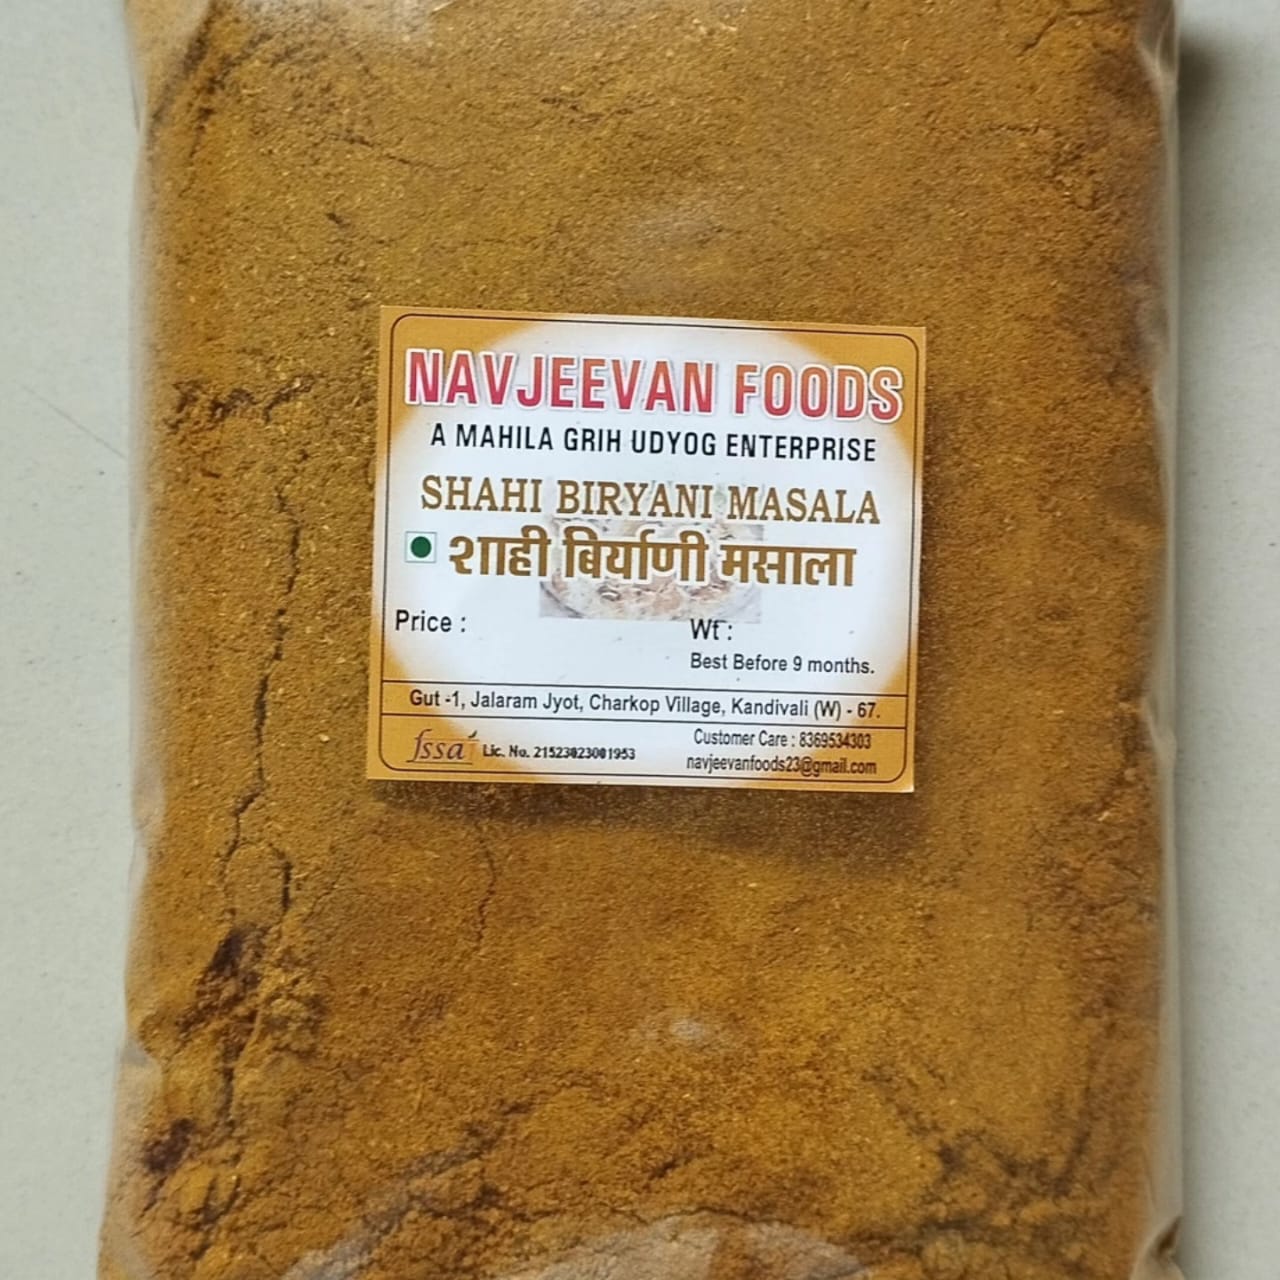 NAVJEEVAN FOODS
A MAHILA GRIH UDYOG ENTERPRISE
SHAHI BIRYANI MASALA
शाही बिर्याणी मसाला
Price : Wt :
Best Before 9 months.
Gut -1, Jalaram Jyot, Charkop Village, Kandivali (W) - 67.
fssai Lic. No. 21523023001953
Customer Care : 8369534303
navjeevanfoods23@gmail.com